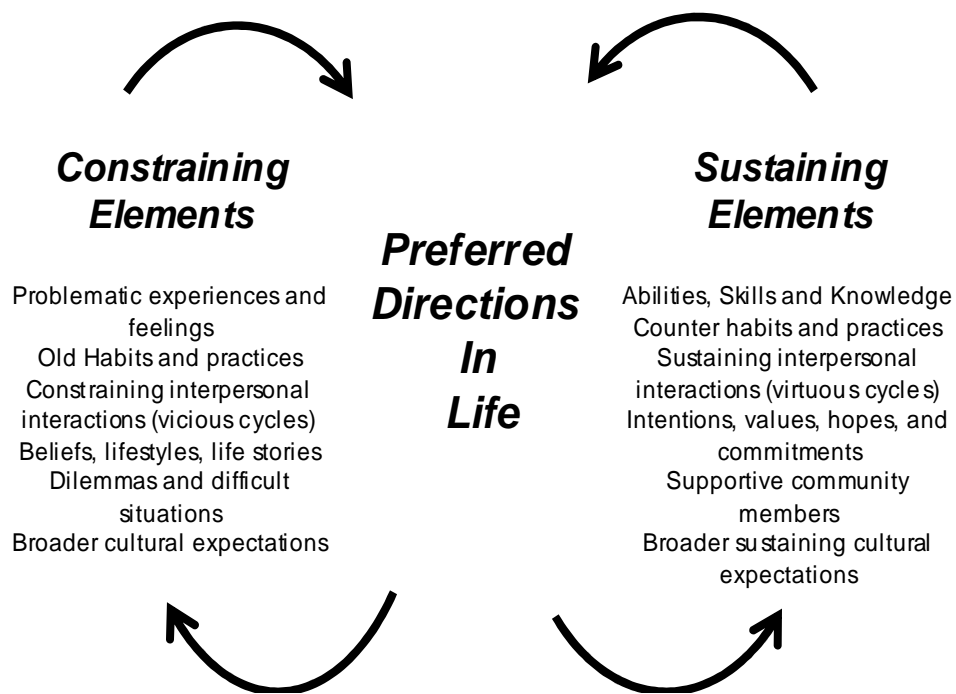 Constraining
Elements
Problematic experiences and
feelings
Old Habits and practices
Constraining interpersonal
interactions (vicious cycles)
Beliefs, lifestyles, life stories
Dilemmas and difficult
situations
Broader cultural expectations
Preferred
Directions
In
Life
Sustaining
Elements
Abilities, Skills and Knowledge
Counter habits and practices
Sustaining interpersonal
interactions (virtuous cycles)
Intentions, values, hopes, and
commitments
Supportive community
members
Broader sustaining cultural
expectations